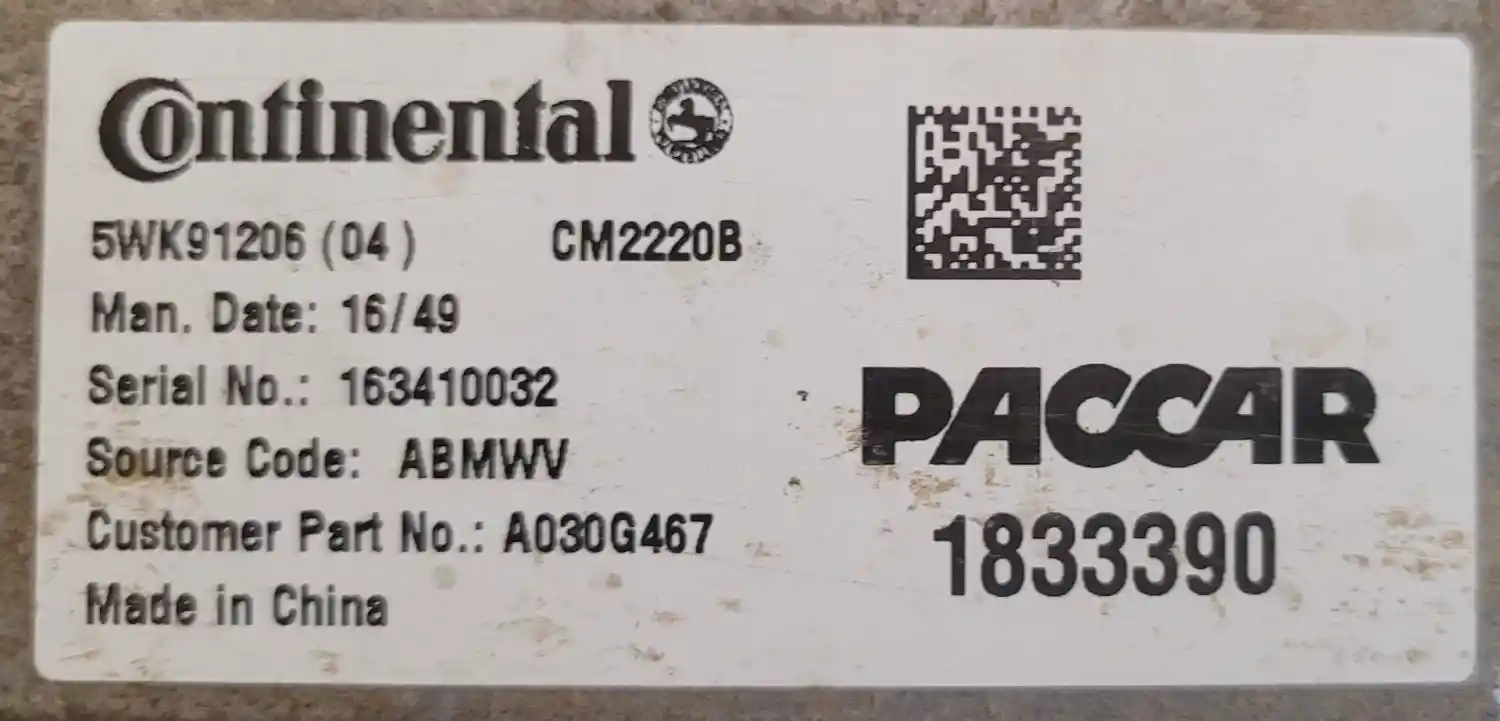 Continental
5WK91206 (04 ) CM2220B
Man. Date: 16/49
Serial No.: 163410032
Source Code: ABMWV
Customer Part No.: A030G467
Made in China
PACCAR
1833390